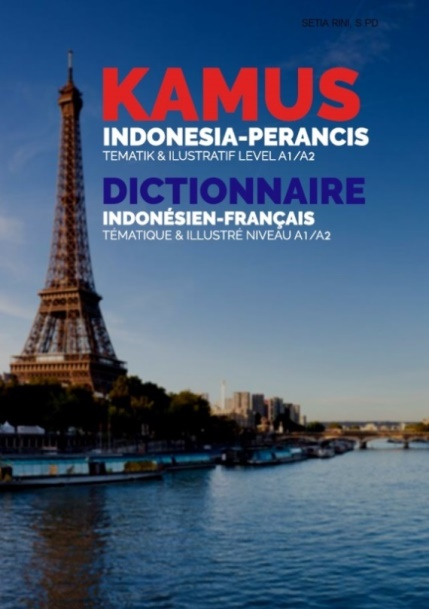 SETIA RINI, S.PD
KAMUS
INDONESIA-PERANCIS
TEMATIK & ILUSTRATIF LEVEL A1/A2
DICTIONNAIRE
INDONÉSIEN-FRANÇAIS
TÉMATIQUE & ILLUSTRÉ NIVEAU A1/A2